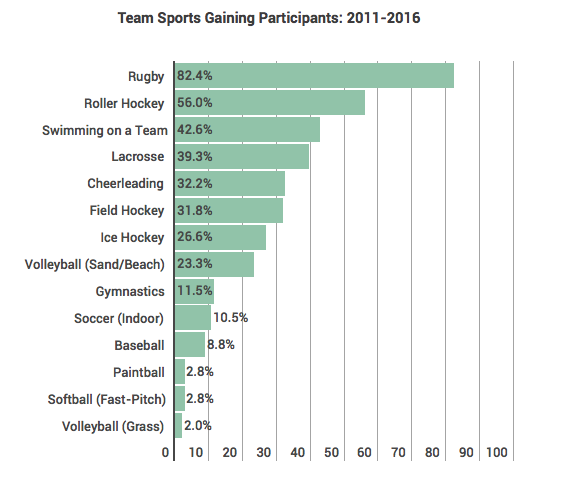 Team Sports Gaining Participants: 2011-2016
Rugby 82.4%
Roller Hockey 56.0%
Swimming on a Team 42.6%
Lacrosse 39.3%
Cheerleading 32.2%
Field Hockey 31.8%
Ice Hockey 26.6%
Volleyball (Sand/Beach) 23.3%
Gymnastics 11.5%
Soccer (Indoor) 10.5%
Baseball 8.8%
Paintball 2.8%
Softball (Fast-Pitch) 2.8%
Volleyball (Grass) 2.0%
0 10 20 30 40 50 60 70 80 90 100